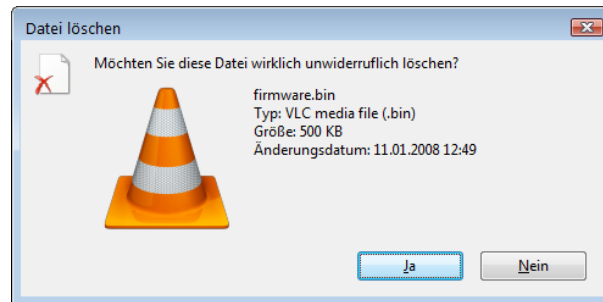 Datei löschen
Möchten Sie diese Datei wirklich unwiderruflich löschen?
firmware.bin
Typ: VLC media file (.bin)
Größe: 500 KB
Änderungsdatum: 11.01.2008 12:49
Ja
Nein